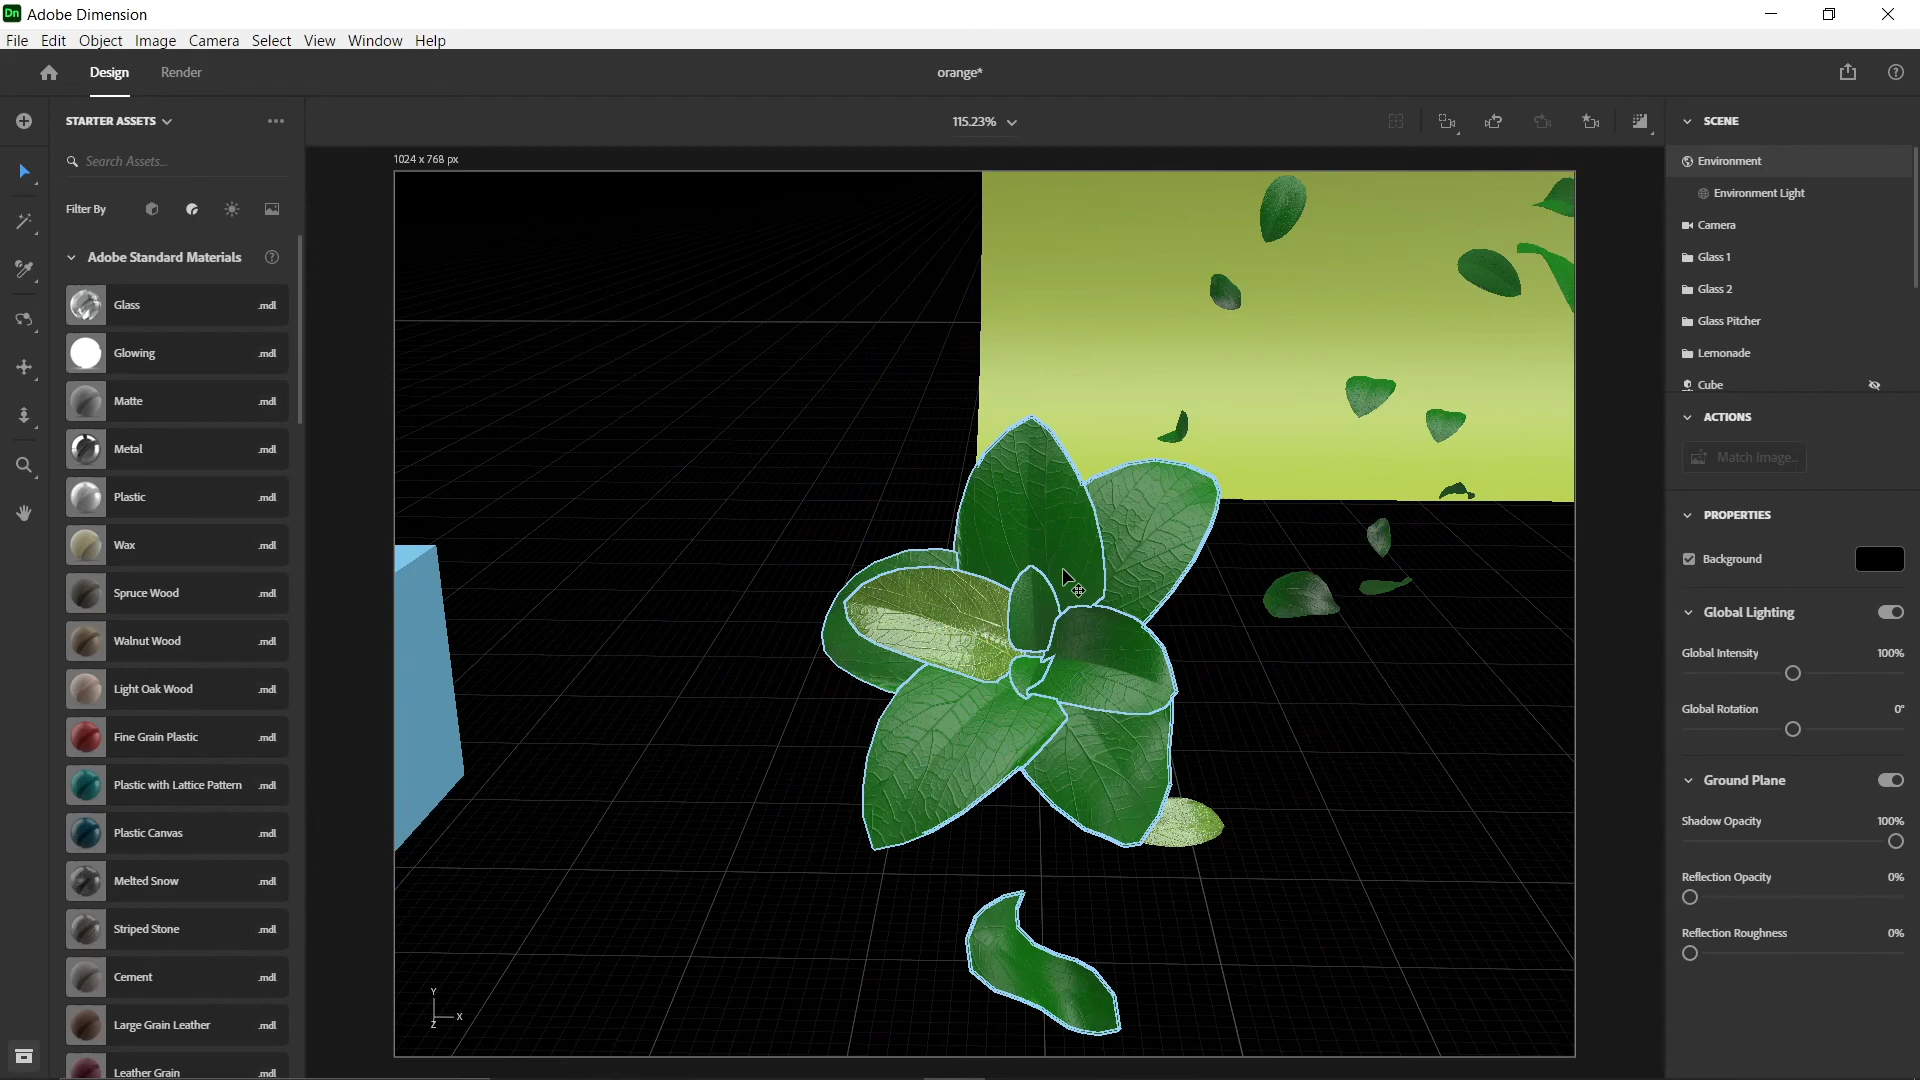 Dn Adobe Dimension
File Edit Object Image Camera Select View Window Help
Design Render orange*
STARTER ASSETS
115.23%
SCENE
1024 x 768 px
Search Assets...
Environment
Environment Light
Filter By
Camera
Adobe Standard Materials
Glass 1
Glass .mdl
Glass 2
Glass Pitcher
Glowing .mdl
Lemonade
Cube
Matte .mdl
ACTIONS
Metal .mdl
Match Image...
Plastic .mdl
PROPERTIES
Wax .mdl
Background
Spruce Wood .mdl
Global Lighting
Walnut Wood .mdl
Global Intensity 100%
Light Oak Wood .mdl
Global Rotation 0°
Fine Grain Plastic .mdl
Ground Plane
Plastic with Lattice Pattern .mdl
Shadow Opacity 100%
Plastic Canvas .mdl
Reflection Opacity 0%
Melted Snow .mdl
Striped Stone .mdl
Reflection Roughness 0%
Cement .mdl
Y
X
Z
Large Grain Leather .mdl
Leather Grain .mdl